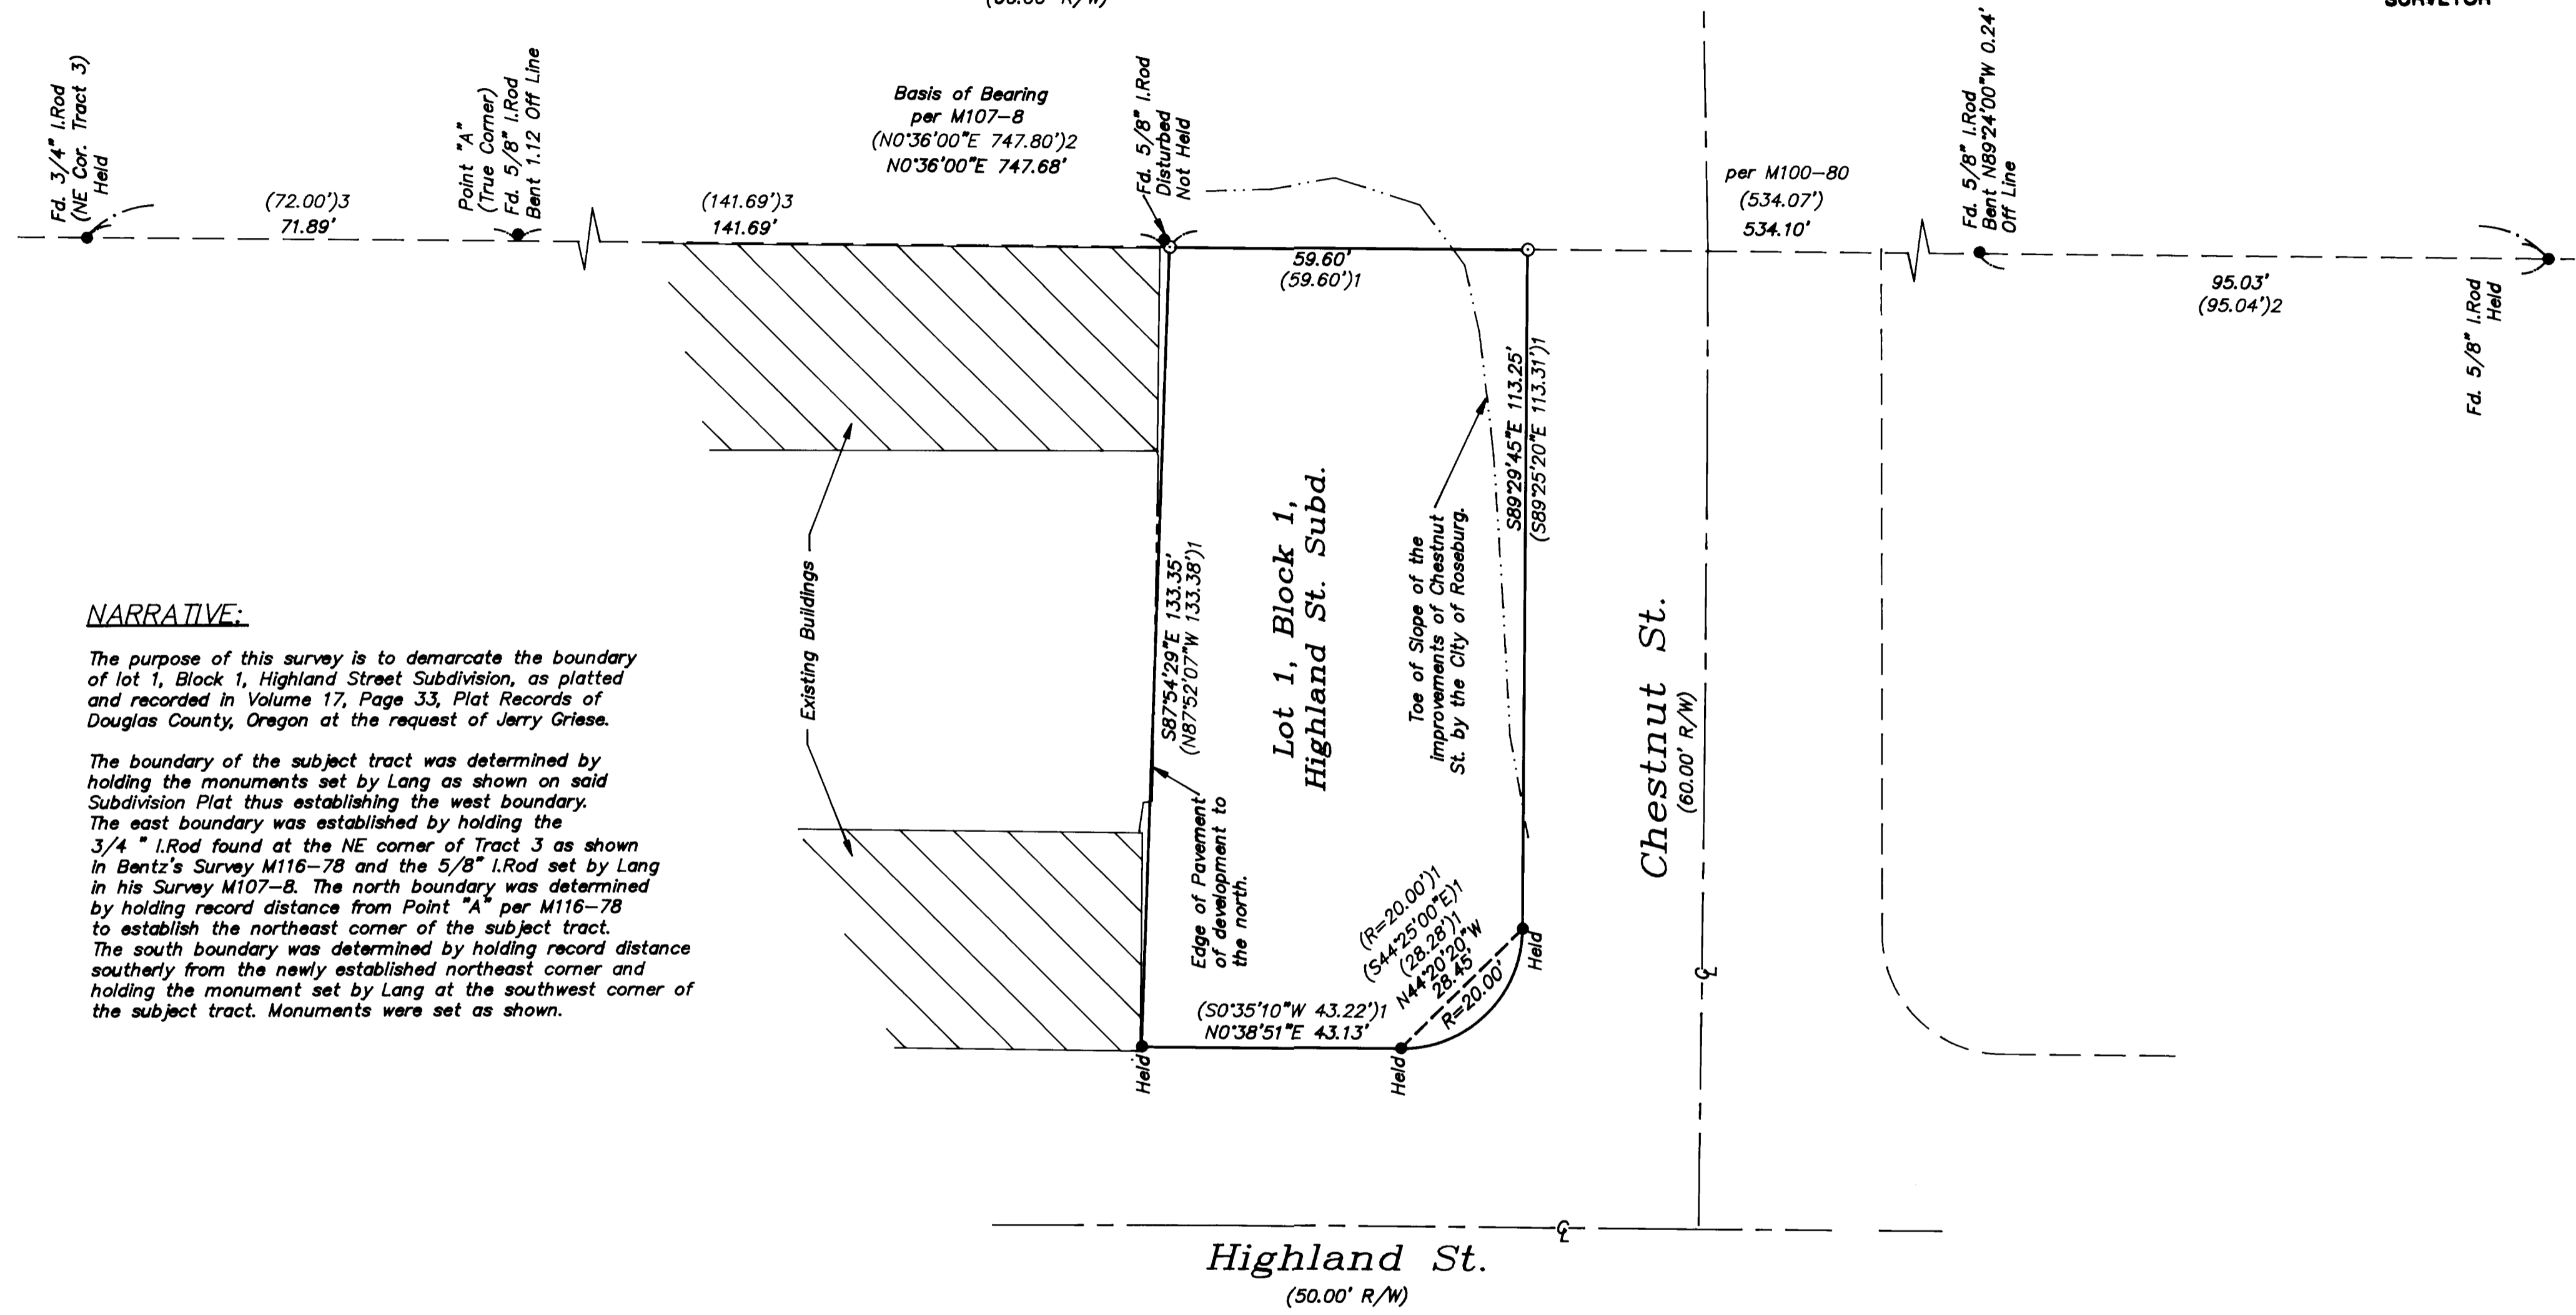 Fd. 3/4" I.Rod
(NE Cor. Tract 3)
Held
(72.00')3
71.89'
Point "A"
(True Corner)
Fd. 5/8" I.Rod
Bent 1.12 Off Line
(141.69')3
141.69'
Basis of Bearing
per M107-8
(N0°36'00"E 747.80')2
N0°36'00"E 747.68'
Fd. 5/8" I.Rod
Disturbed
Not Held
59.60'
(59.60')1
per M100-80
(534.07')
534.10'
Fd. 5/8" I.Rod
Bent N89°24'00"W 0.24'
Off Line
95.03'
(95.04')2
Fd. 5/8" I.Rod
Held
S89°29'45"E 113.25'
(S89°25'20"E 113.31')1
Lot 1, Block 1,
Highland St. Subd.
Toe of Slope of the
improvements of Chestnut
St. by the City of Roseburg.
S87°54'29"E 133.35'
(N87°52'07"W 133.38')1
Existing Buildings
Edge of Pavement
of development to
the north.
Chestnut St.
(60.00' R/W)
(R=20.00')1
(S44°25'00"E)1
(28.28')1
N44°20'20"W
28.45'
R=20.00'
Held
(S0°35'10"W 43.22')1
N0°38'51"E 43.13'
Held
Held
NARRATIVE:
The purpose of this survey is to demarcate the boundary
of lot 1, Block 1, Highland Street Subdivision, as platted
and recorded in Volume 17, Page 33, Plat Records of
Douglas County, Oregon at the request of Jerry Griese.
The boundary of the subject tract was determined by
holding the monuments set by Lang as shown on said
Subdivision Plat thus establishing the west boundary.
The east boundary was established by holding the
3/4 " I.Rod found at the NE corner of Tract 3 as shown
in Bentz's Survey M116-78 and the 5/8" I.Rod set by Lang
in his Survey M107-8. The north boundary was determined
by holding record distance from Point "A" per M116-78
to establish the northeast corner of the subject tract.
The south boundary was determined by holding record distance
southerly from the newly established northeast corner and
holding the monument set by Lang at the southwest corner of
the subject tract. Monuments were set as shown.
Highland St.
(50.00' R/W)